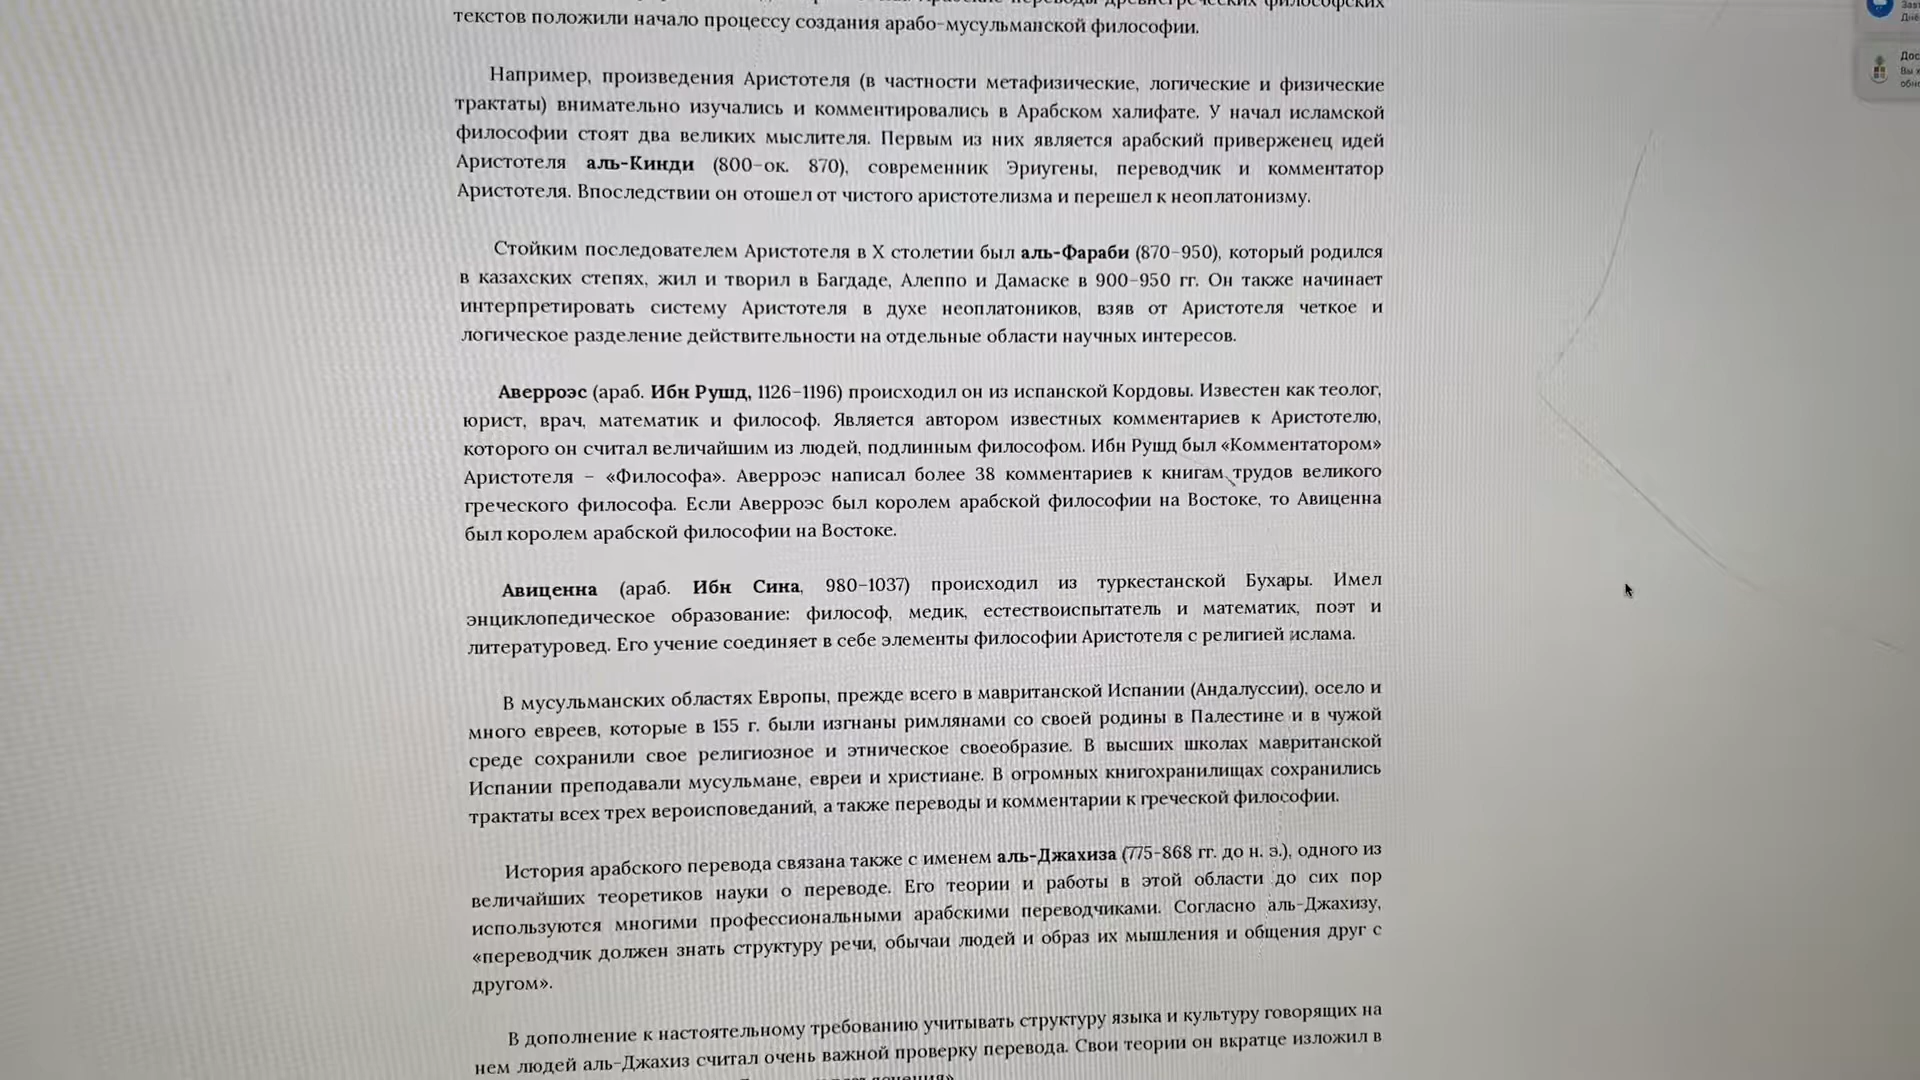 текстов положили начало процессу создания арабо-мусульманской философии.
Например, произведения Аристотеля (в частности метафизические, логические и физические
трактаты) внимательно изучались и комментировались в Арабском халифате. У начал исламской
философии стоят два великих мыслителя. Первым из них является арабский приверженец идей
Аристотеля аль-Кинди (800-ок. 870), современник Эриугены, переводчик и комментатор
Аристотеля. Впоследствии он отошел от чистого аристотелизма и перешел к неоплатонизму.
Стойким последователем Аристотеля в X столетии был аль-Фараби (870-950), который родился
в казахских степях, жил и творил в Багдаде, Алеппо и Дамаске в 900-950 гг. Он также начинает
интерпретировать систему Аристотеля в духе неоплатоников, взяв от Аристотеля четкое и
логическое разделение действительности на отдельные области научных интересов.
Аверроэс (араб. Ибн Рушд, 1126-1196) происходил он из испанской Кордовы. Известен как теолог,
юрист, врач, математик и философ. Является автором известных комментариев к Аристотелю,
которого он считал величайшим из людей, подлинным философом. Ибн Рушд был «Комментатором»
Аристотеля – «Философа». Аверроэс написал более 38 комментариев к книгам трудов великого
греческого философа. Если Аверроэс был королем арабской философии на Востоке, то Авиценна
был королем арабской философии на Востоке.
Авиценна (араб. Ибн Сина, 980-1037) происходил из туркестанской Бухары. Имел
энциклопедическое образование: философ, медик, естествоиспытатель и математик, поэт и
литературовед. Его учение соединяет в себе элементы философии Аристотеля с религией ислама.
В мусульманских областях Европы, прежде всего в мавританской Испании (Андалуссии), осело и
много евреев, которые в 155 г. были изгнаны римлянами со своей родины в Палестине и в чужой
среде сохранили свое религиозное и этническое своеобразие. В высших школах мавританской
Испании преподавали мусульмане, евреи и христиане. В огромных книгохранилищах сохранились
трактаты всех трех вероисповеданий, а также переводы и комментарии к греческой философии.
История арабского перевода связана также с именем аль-Джахиза (775-868 гг. до н. э.), одного из
величайших теоретиков науки о переводе. Его теории и работы в этой области до сих пор
используются многими профессиональными арабскими переводчиками. Согласно аль-Джахизу,
«переводчик должен знать структуру речи, обычаи людей и образ их мышления и общения друг с
другом».
В дополнение к настоятельному требованию учитывать структуру языка и культуру говорящих на
нем людей аль-Джахиз считал очень важной проверку перевода. Свои теории он вкратце изложил в